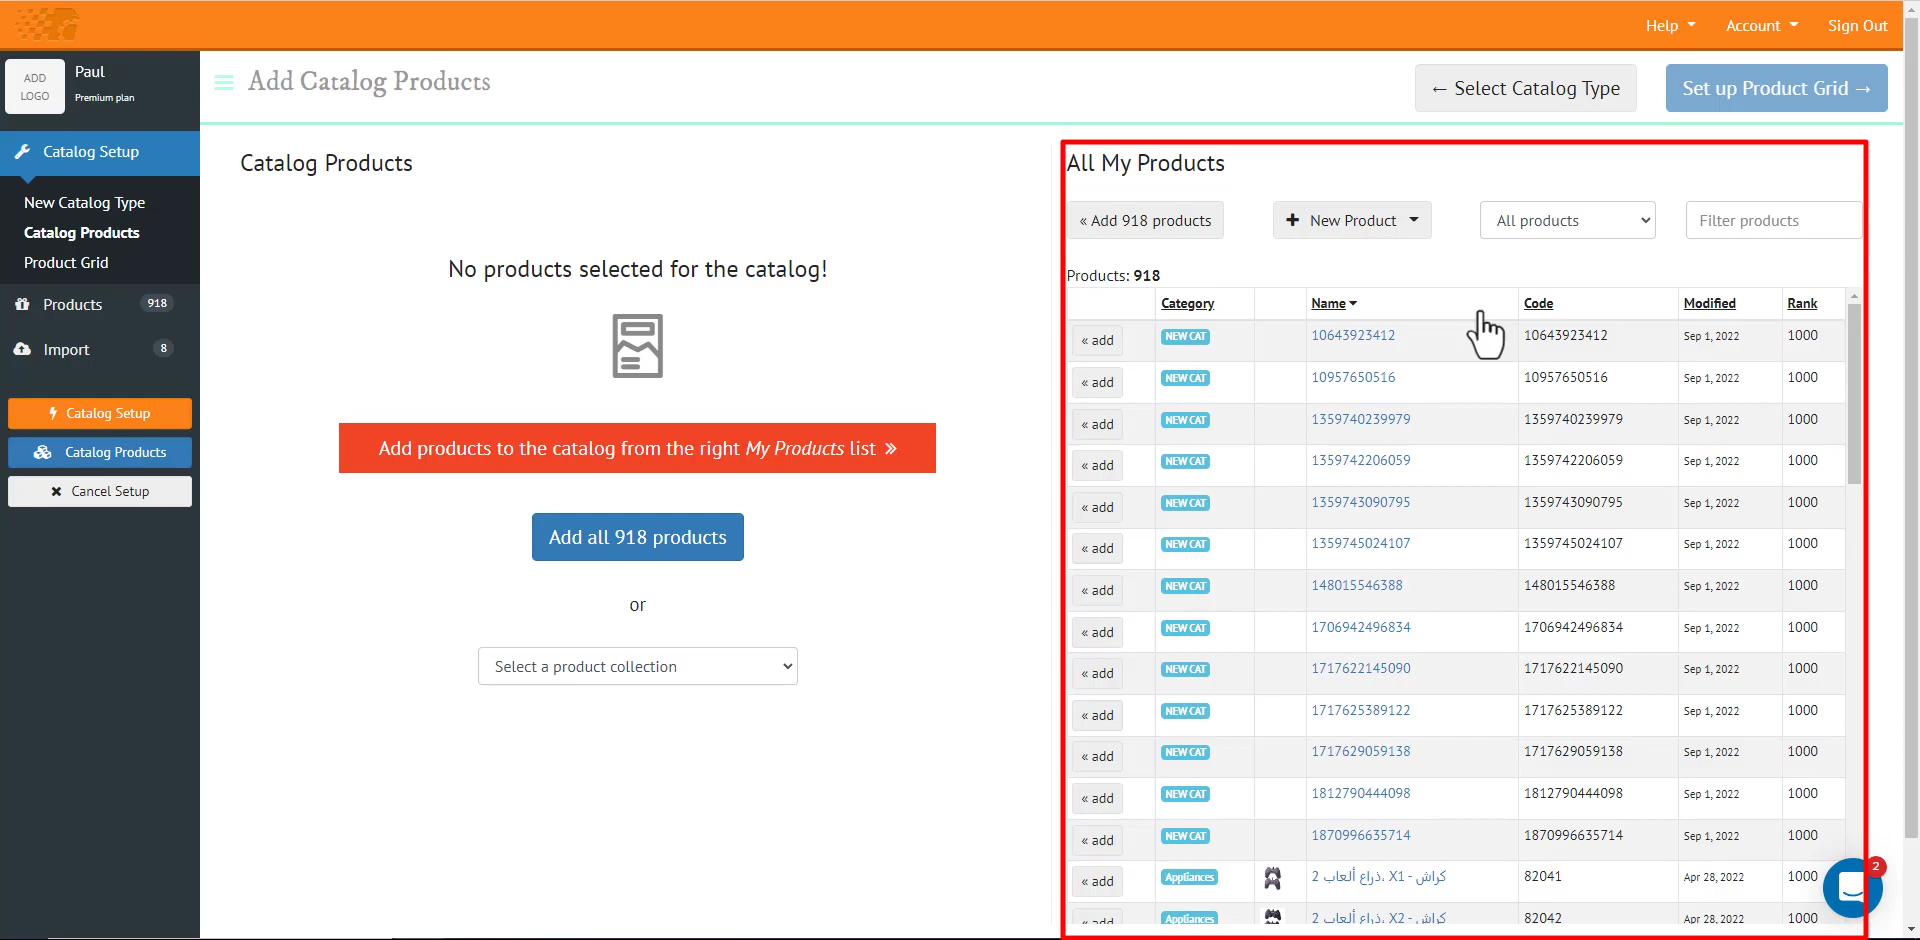 Help
Account
Sign Out
ADD
LOGO
Paul
Premium plan
Add Catalog Products
← Select Catalog Type
Set up Product Grid →
Catalog Setup
New Catalog Type
Catalog Products
Product Grid
Products 918
Import 8
Catalog Setup
Catalog Products
Cancel Setup
Catalog Products
No products selected for the catalog!
Add products to the catalog from the right My Products list »
Add all 918 products
or
Select a product collection
All My Products
« Add 918 products
+ New Product
All products
Filter products
Products: 918
Category Name Code Modified Rank
« add NEW CAT 10643923412 10643923412 Sep 1, 2022 1000
« add NEW CAT 10957650516 10957650516 Sep 1, 2022 1000
« add NEW CAT 1359740239979 1359740239979 Sep 1, 2022 1000
« add NEW CAT 1359742206059 1359742206059 Sep 1, 2022 1000
« add NEW CAT 1359743090795 1359743090795 Sep 1, 2022 1000
« add NEW CAT 1359745024107 1359745024107 Sep 1, 2022 1000
« add NEW CAT 148015546388 148015546388 Sep 1, 2022 1000
« add NEW CAT 1706942496834 1706942496834 Sep 1, 2022 1000
« add NEW CAT 1717622145090 1717622145090 Sep 1, 2022 1000
« add NEW CAT 1717625389122 1717625389122 Sep 1, 2022 1000
« add NEW CAT 1717629059138 1717629059138 Sep 1, 2022 1000
« add NEW CAT 1812790444098 1812790444098 Sep 1, 2022 1000
« add NEW CAT 1870996635714 1870996635714 Sep 1, 2022 1000
« add Appliances 2 ذراع ألعاب، X1 - كراش 82041 Apr 28, 2022 1000
« add Appliances 2 ذراع ألعاب، X2 - كراش 82042 Apr 28, 2022 1000
2